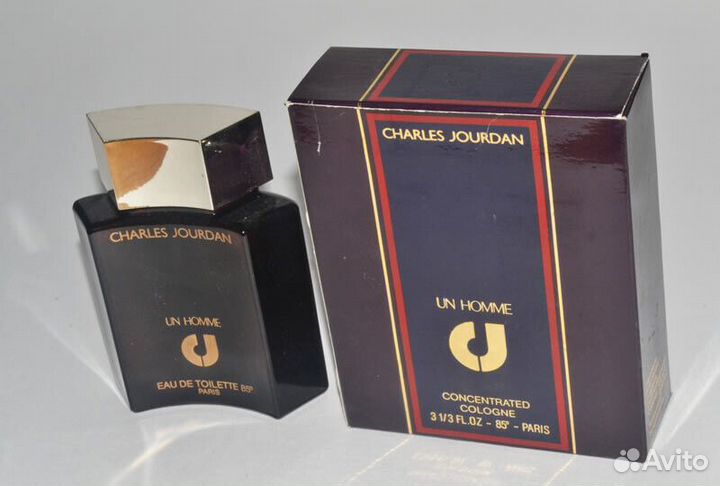 CHARLES JOURDAN
UN HOMME
EAU DE TOILETTE 85°
PARIS
CHARLES JOURDAN
UN HOMME
CONCENTRATED
COLOGNE
3 1/3 FL.OZ - 85° - PARIS
Avito